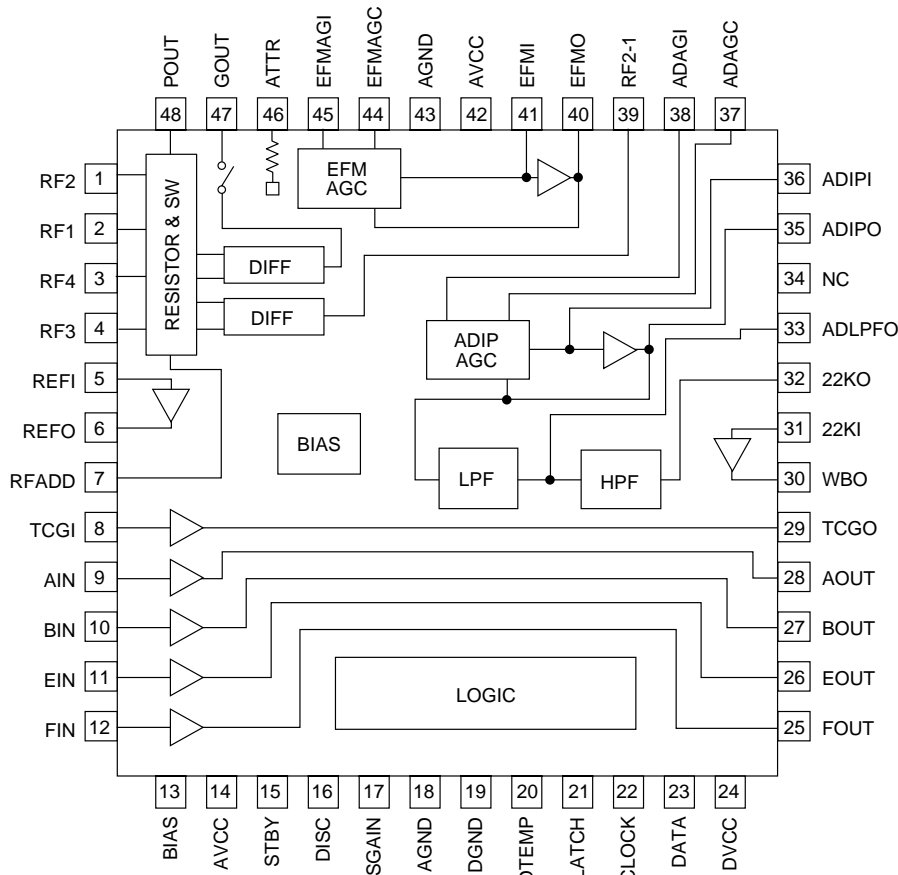 POUT
GOUT
ATTR
EFMAGI
EFMAGC
AGND
AVCC
EFMI
EFMO
RF2-1
ADAGI
ADAGC
48 47 46 45 44 43 42 41 40 39 38 37
RF2 1
RF1 2
RF4 3
RF3 4
REFI 5
REFO 6
RFADD 7
TCGI 8
AIN 9
BIN 10
EIN 11
FIN 12
RESISTOR & SW
EFM
AGC
DIFF
DIFF
ADIP
AGC
BIAS
LPF
HPF
LOGIC
36 ADIPI
35 ADIPO
34 NC
33 ADLPFO
32 22KO
31 22KI
30 WBO
29 TCGO
28 AOUT
27 BOUT
26 EOUT
25 FOUT
13 14 15 16 17 18 19 20 21 22 23 24
BIAS
AVCC
STBY
DISC
SGAIN
AGND
DGND
LATCH
CLOCK
DATA
DVCC